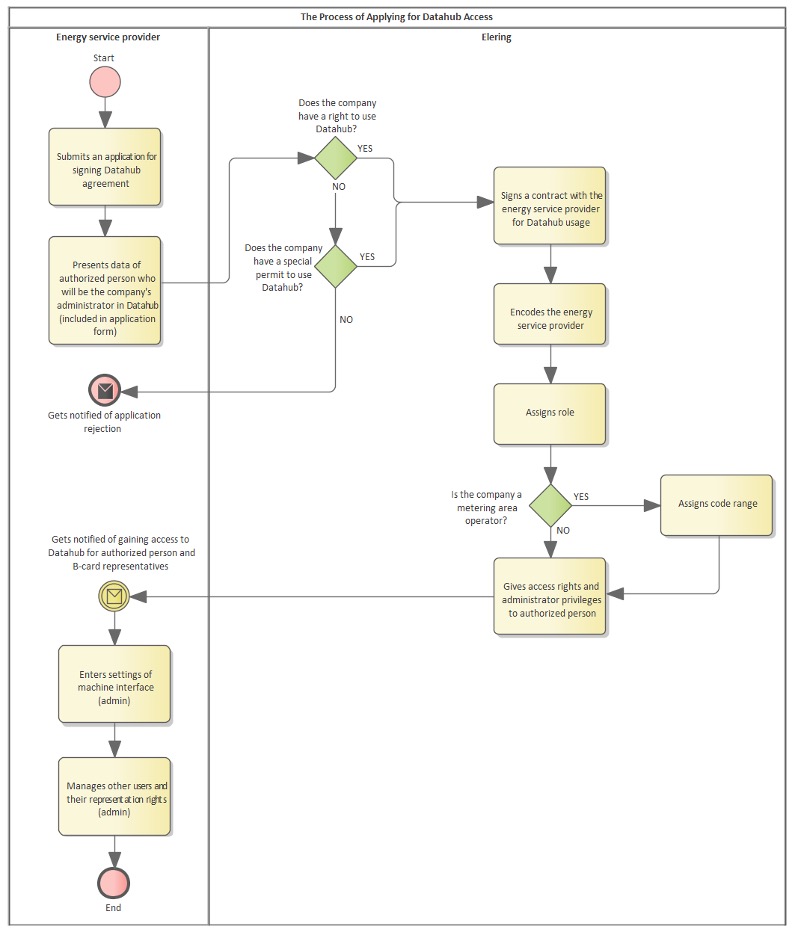 The Process of Applying for Datahub Access
Energy service provider
Elering
Start
Submits an application for
signing Datahub
agreement
Presents data of
authorized person who
will be the company's
administrator in Datahub
(included in application
form)
Does the company
have a right to use
Datahub?
YES
NO
Does the company
have a special
permit to use
Datahub?
YES
NO
Gets notified of application
rejection
Signs a contract with the
energy service provider
for Datahub usage
Encodes the energy
service provider
Assigns role
Is the company a
metering area
operator?
YES
NO
Assigns code range
Gives access rights and
administrator privileges
to authorized person
Gets notified of gaining access to
Datahub for authorized person and
B-card representatives
Enters settings of
machine interface
(admin)
Manages other users and
their representation rights
(admin)
End